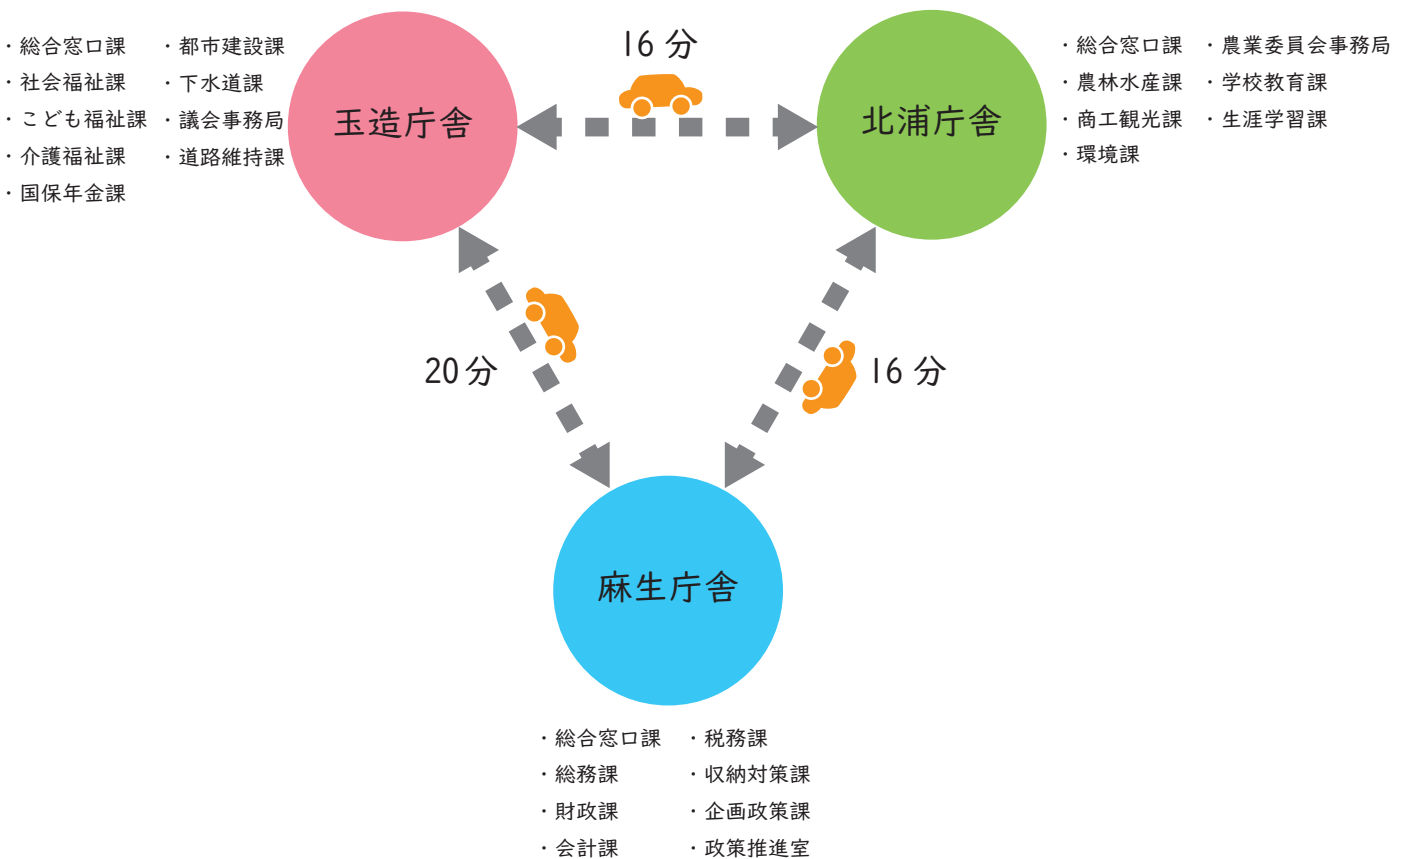 ・総合窓口課 ・都市建設課
・社会福祉課 ・下水道課
・こども福祉課 ・議会事務局
・介護福祉課 ・道路維持課
・国保年金課
玉造庁舎
16分
北浦庁舎
・総合窓口課 ・農業委員会事務局
・農林水産課 ・学校教育課
・商工観光課 ・生涯学習課
・環境課
20分
16分
麻生庁舎
・総合窓口課 ・税務課
・総務課 ・収納対策課
・財政課 ・企画政策課
・会計課 ・政策推進室